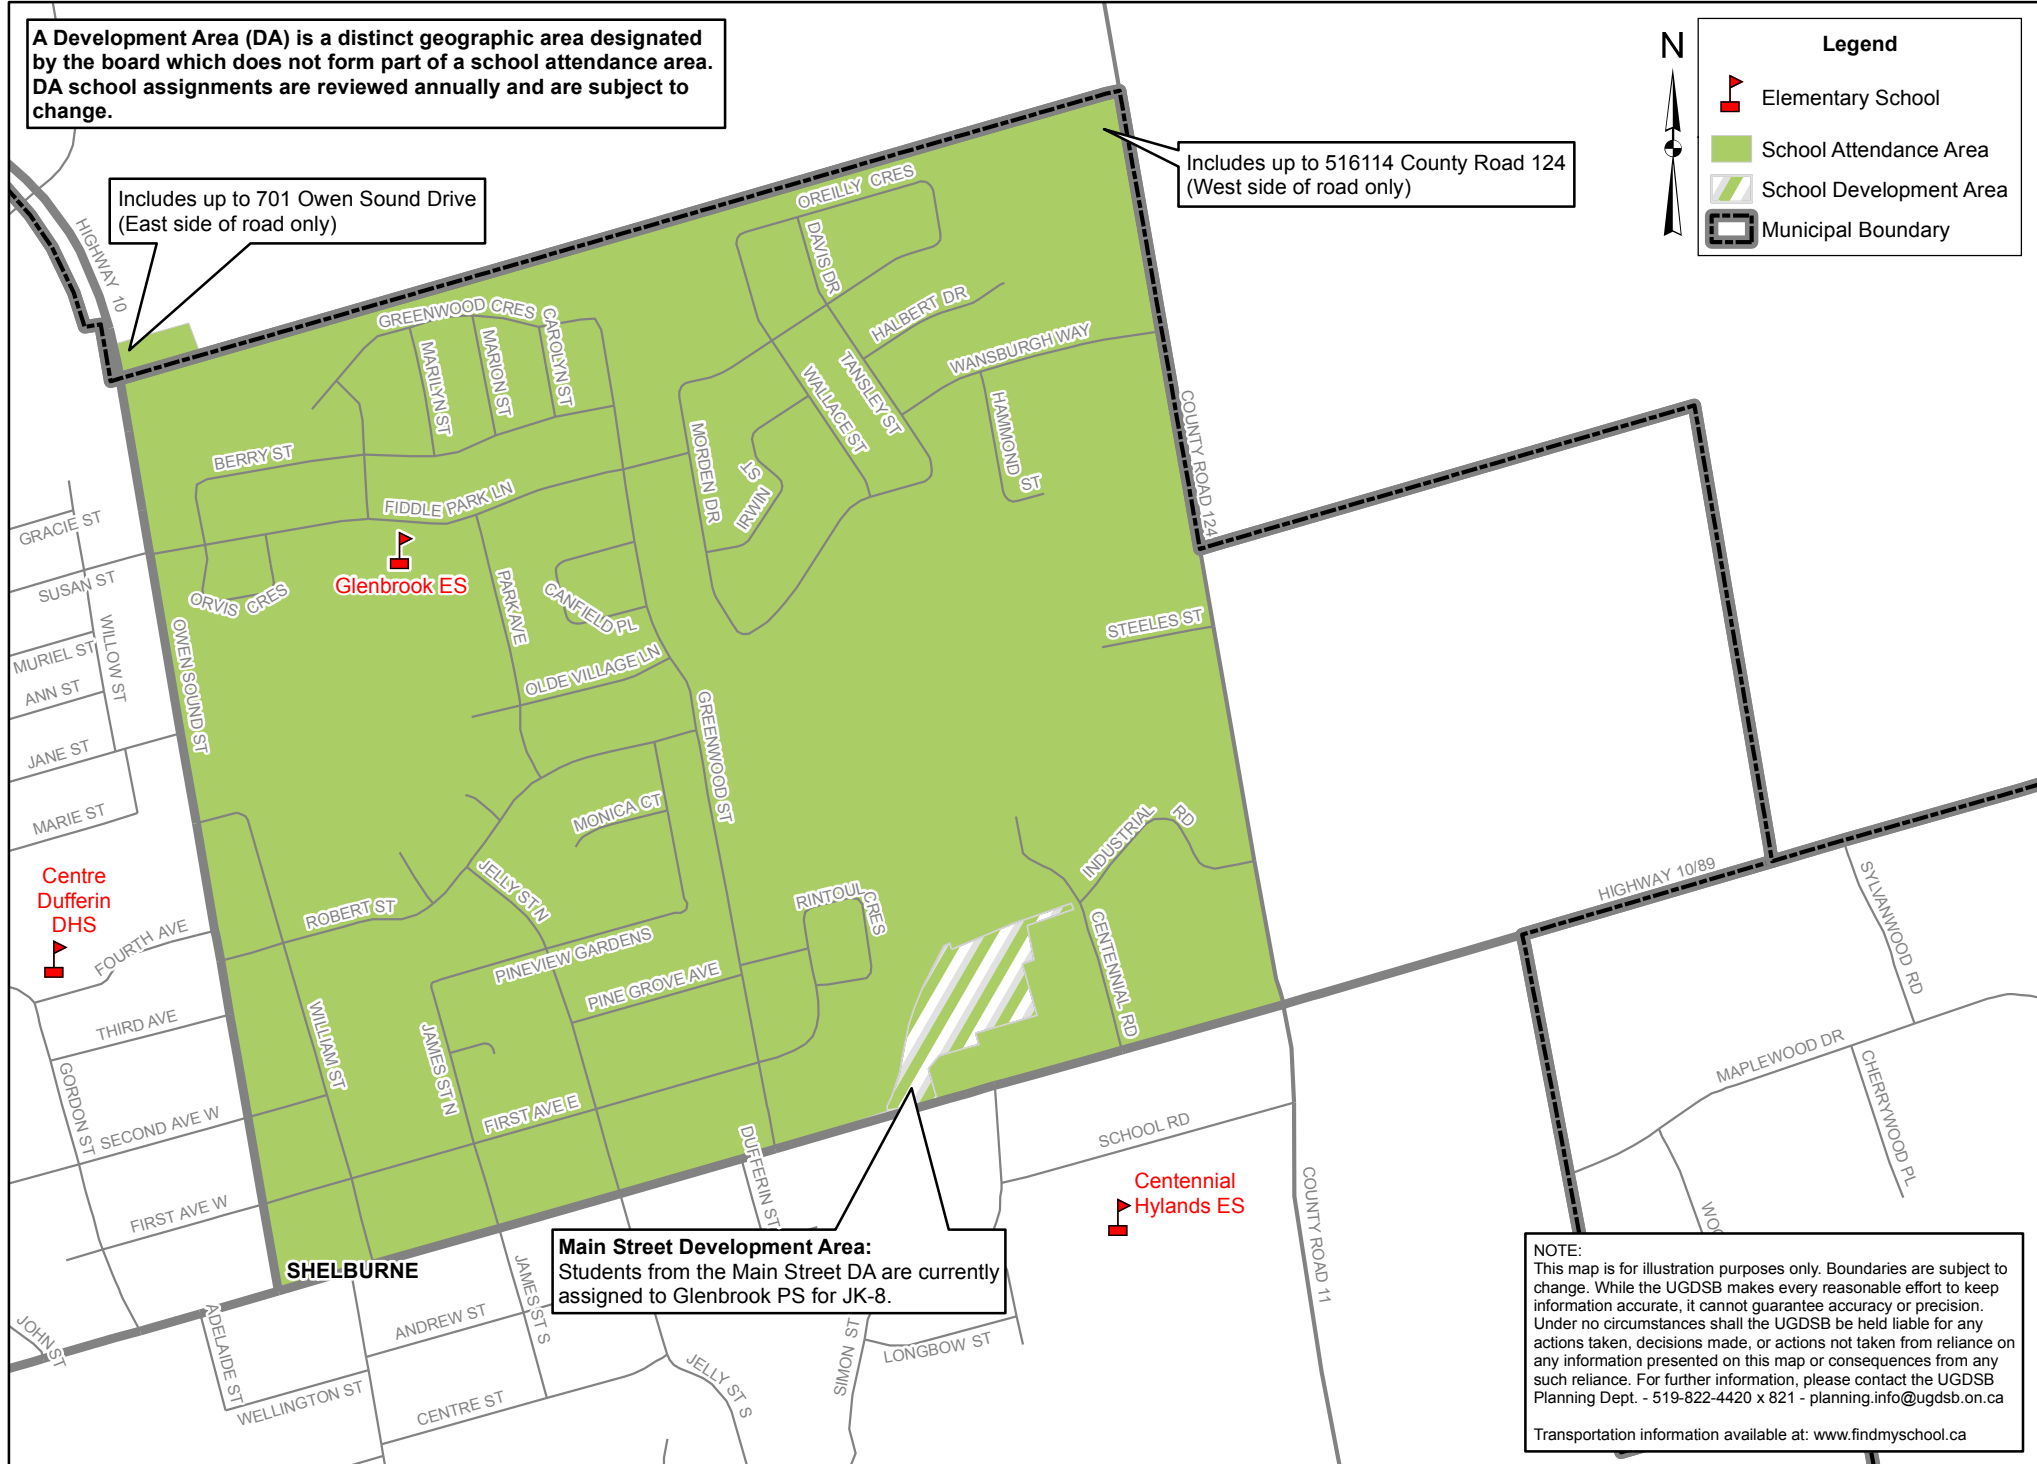 A Development Area (DA) is a distinct geographic area designated
by the board which does not form part of a school attendance area.
DA school assignments are reviewed annually and are subject to
change.
N
Legend
Elementary School
School Attendance Area
School Development Area
Municipal Boundary
Includes up to 516114 County Road 124
(West side of road only)
Includes up to 701 Owen Sound Drive
(East side of road only)
HIGHWAY 10
OREILLY CRES
DAVIS DR
HALBERT DR
WANSBURGH WAY
GREENWOOD CRES
CAROLYN ST
MARION ST
MARILYN ST
TANSLEY ST
WALLACE ST
HAMMOND ST
COUNTY ROAD 124
BERRY ST
MORDEN DR
IRWIN ST
FIDDLE PARK LN
GRACIE ST
Glenbrook ES
SUSAN ST
ORVIS CRES
PARK AVE
CANFIELD PL
STEELES ST
WILLOW ST
OWEN SOUND ST
MURIEL ST
ANN ST
OLDE VILLAGE LN
GREENWOOD ST
JANE ST
MARIE ST
MONICA CT
INDUSTRIAL RD
HIGHWAY 10/89
SYLVANWOOD RD
Centre
Dufferin
DHS
JELLY ST N
ROBERT ST
RINTOUL CRES
FOURTH AVE
PINEVIEW GARDENS
CENTENNIAL RD
PINE GROVE AVE
THIRD AVE
WILLIAM ST
JAMES ST N
MAPLEWOOD DR
CHERRYWOOD PL
GORDON ST
SECOND AVE W
FIRST AVE E
DUFFERIN ST
SCHOOL RD
COUNTY ROAD 11
FIRST AVE W
Centennial
Hylands ES
WOO
SHELBURNE
Main Street Development Area:
Students from the Main Street DA are currently
assigned to Glenbrook PS for JK-8.
JOHN ST
ADELAIDE ST
ANDREW ST
JAMES ST S
SIMON ST
LONGBOW ST
WELLINGTON ST
CENTRE ST
JELLY ST S
NOTE:
This map is for illustration purposes only. Boundaries are subject to
change. While the UGDSB makes every reasonable effort to keep
information accurate, it cannot guarantee accuracy or precision.
Under no circumstances shall the UGDSB be held liable for any
actions taken, decisions made, or actions not taken from reliance on
any information presented on this map or consequences from any
such reliance. For further information, please contact the UGDSB
Planning Dept. - 519-822-4420 x 821 - planning.info@ugdsb.on.ca
Transportation information available at: www.findmyschool.ca